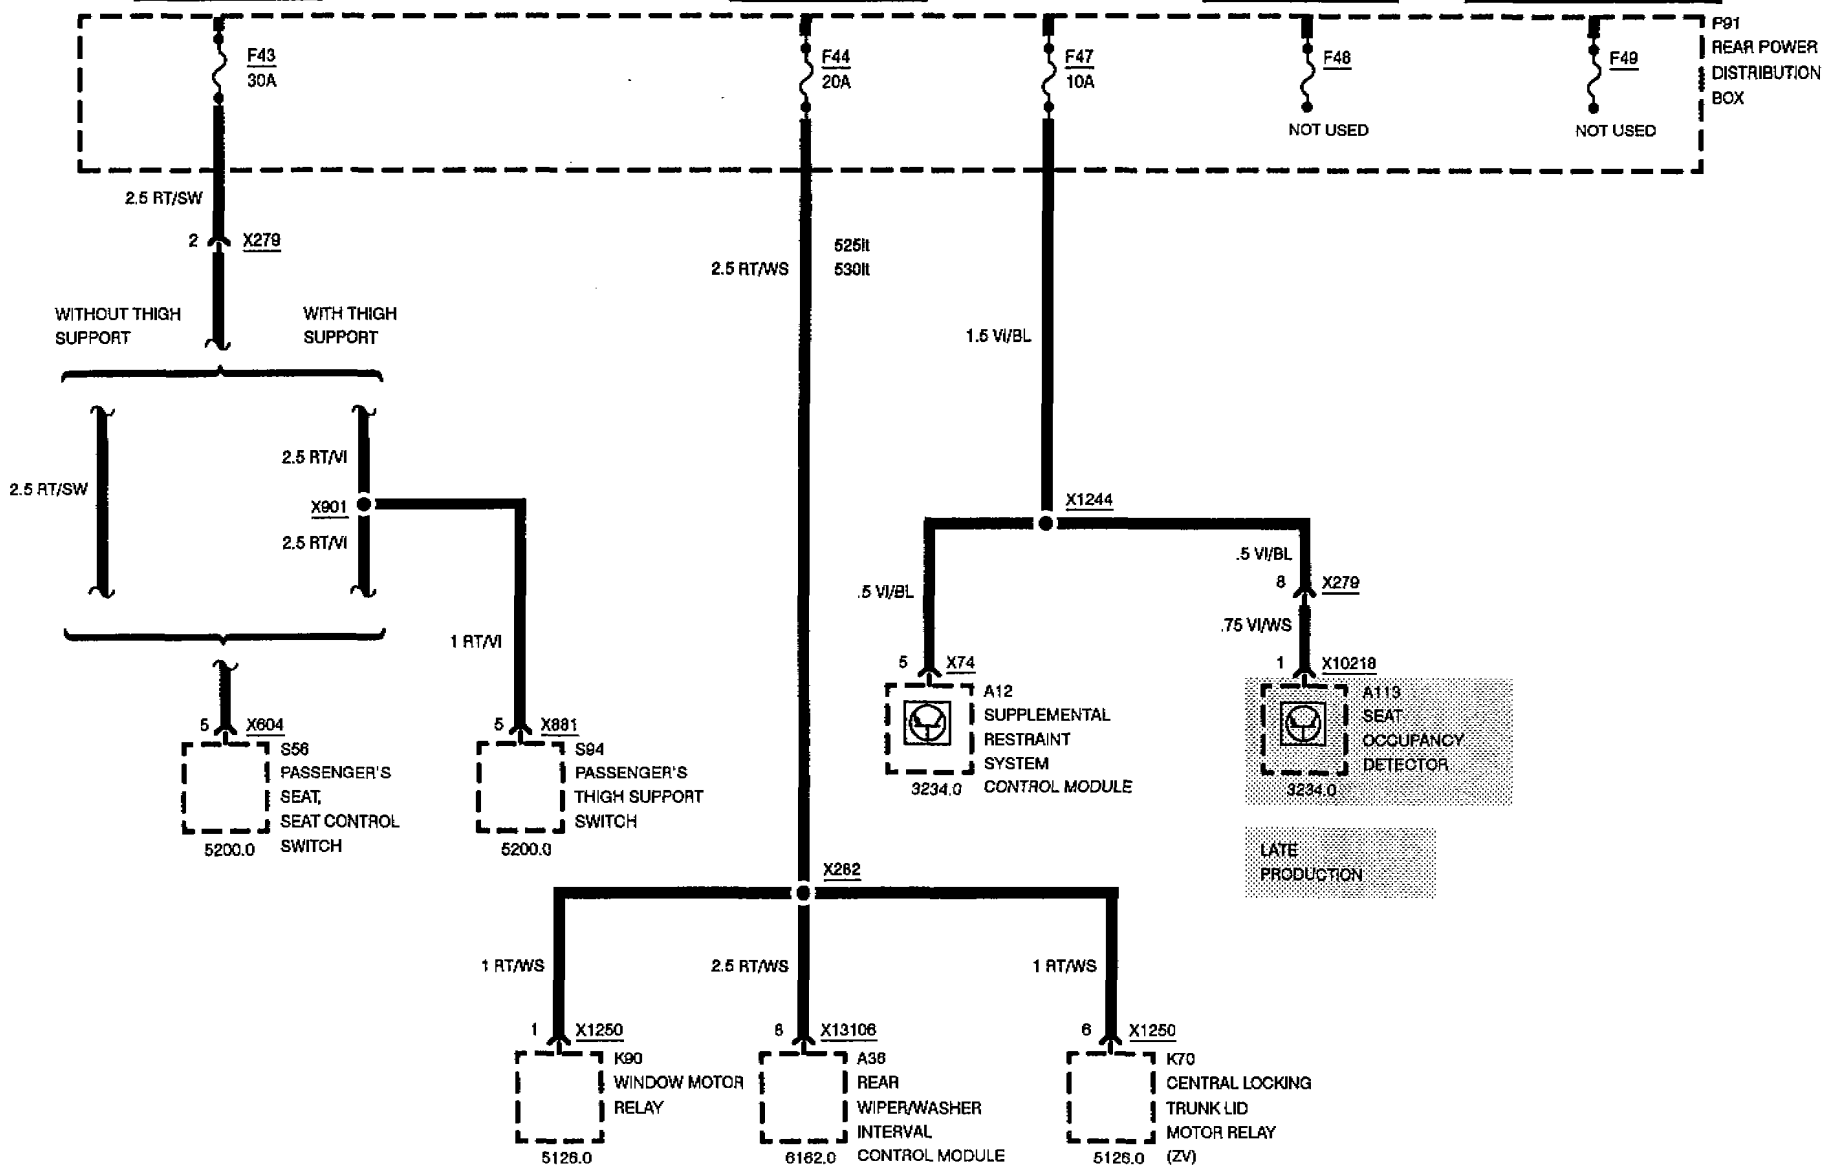 F43
30A
F44
20A
F47
10A
F48
NOT USED
F49
NOT USED
P91
REAR POWER
DISTRIBUTION
BOX
2.5 RT/SW
2
X279
525it
530it
2.5 RT/WS
1.5 VI/BL
WITHOUT THIGH
SUPPORT
WITH THIGH
SUPPORT
2.5 RT/VI
2.5 RT/SW
X901
2.5 RT/VI
X1244
.5 VI/BL
8
X279
.5 VI/BL
.75 VI/WS
1 RT/VI
5
X74
1
X10218
A12
SUPPLEMENTAL
RESTRAINT
SYSTEM
CONTROL MODULE
3234.0
A113
SEAT
OCCUPANCY
DETECTOR
3234.0
5
X604
S56
PASSENGER'S
SEAT,
SEAT CONTROL
SWITCH
5200.0
5
X881
S94
PASSENGER'S
THIGH SUPPORT
SWITCH
5200.0
LATE
PRODUCTION
X262
1 RT/WS
2.5 RT/WS
1 RT/WS
1
X1250
K90
WINDOW MOTOR
RELAY
5126.0
8
X13106
A36
REAR
WIPER/WASHER
INTERVAL
CONTROL MODULE
6162.0
6
X1250
K70
CENTRAL LOCKING
TRUNK LID
MOTOR RELAY
(ZV)
5126.0